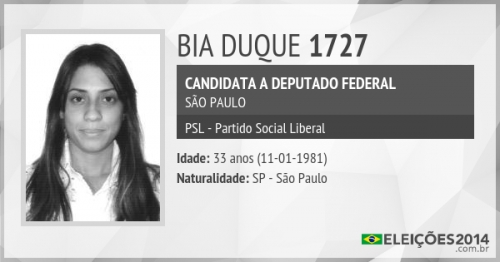 BIA DUQUE 1727
CANDIDATA A DEPUTADO FEDERAL
SÃO PAULO
PSL - Partido Social Liberal
Idade: 33 anos (11-01-1981)
Naturalidade: SP - São Paulo
ELEIÇÕES2014
.com.br